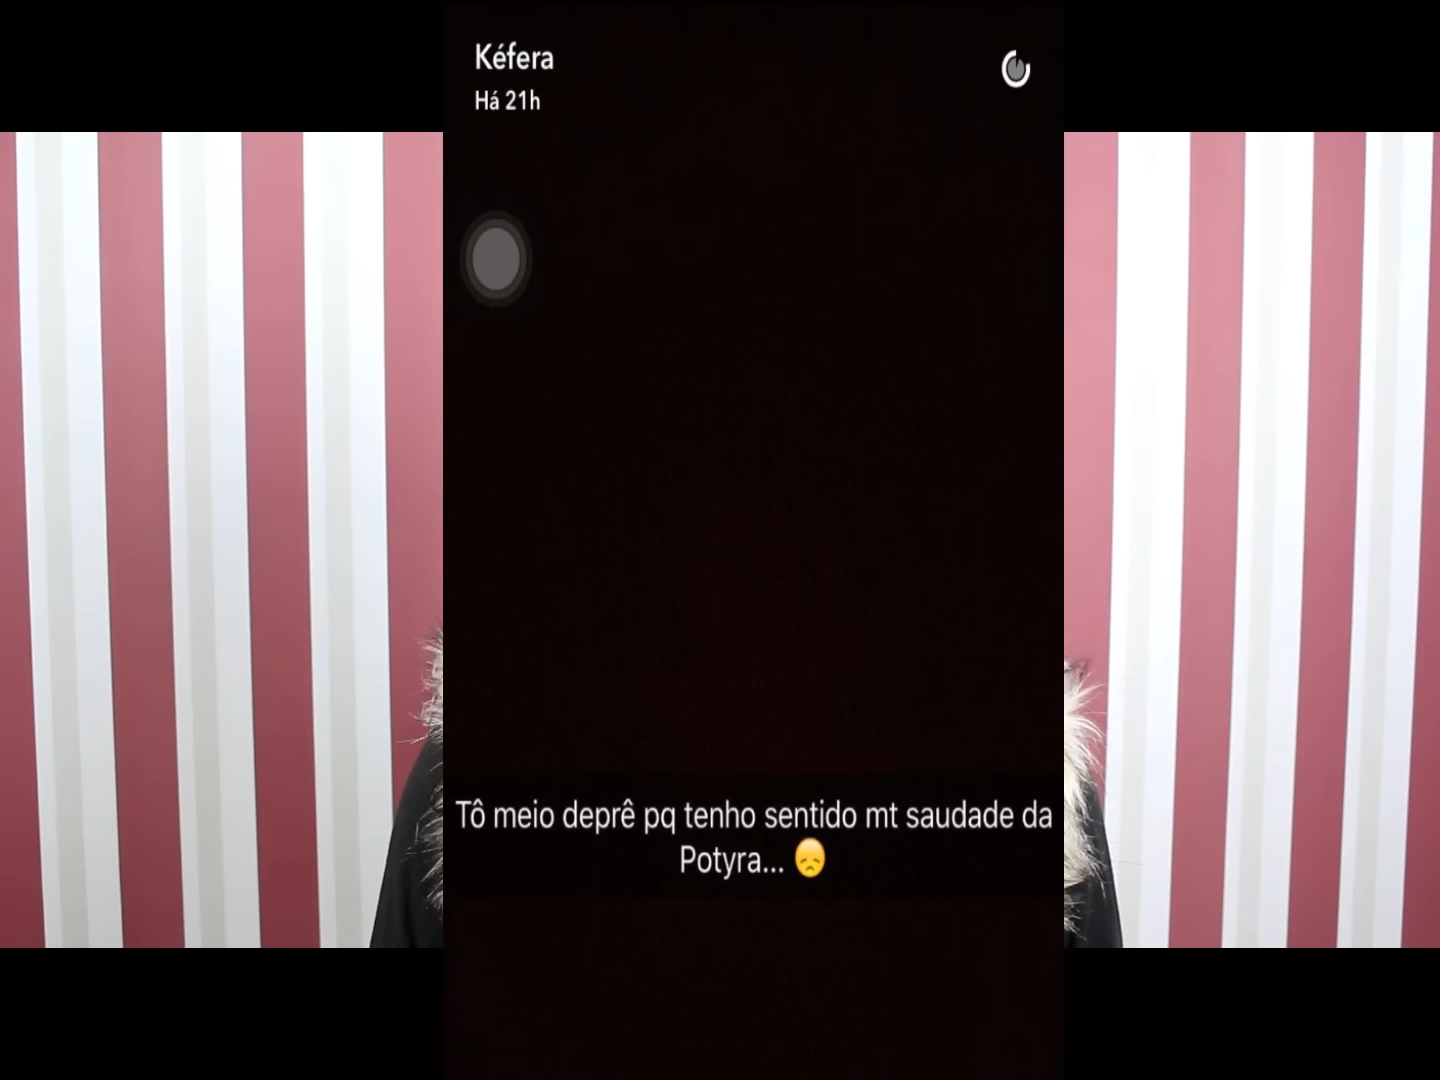 Kéfera
Há 21h
Tô meio deprê pq tenho sentido mt saudade da
Potyra... 😞